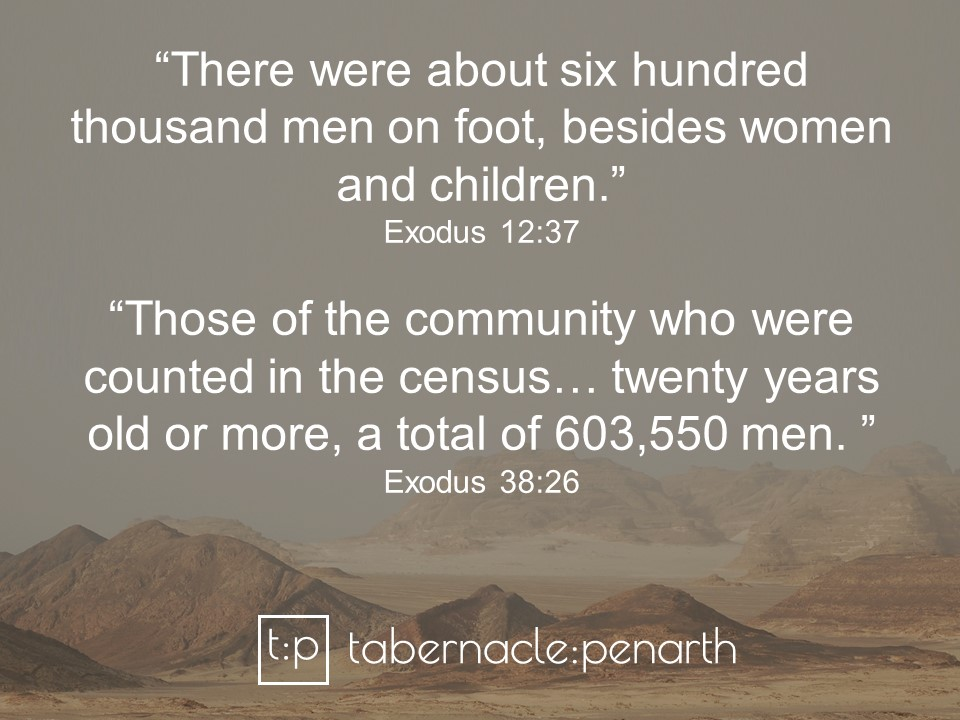 “There were about six hundred
thousand men on foot, besides women
and children.”
Exodus 12:37
“Those of the community who were
counted in the census… twenty years
old or more, a total of 603,550 men. ”
Exodus 38:26
t:p tabernacle:penarth